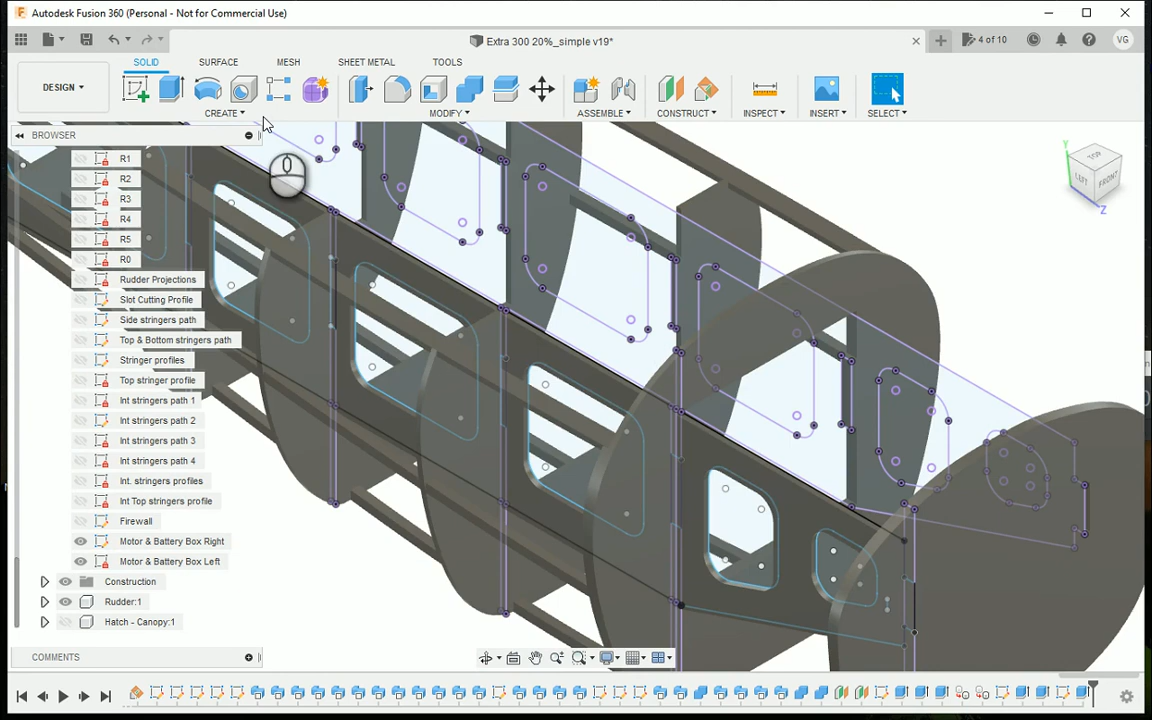 Autodesk Fusion 360 (Personal - Not for Commercial Use)
Extra 300 20%_simple v19*
4 of 10
VG
SOLID
SURFACE
MESH
SHEET METAL
TOOLS
DESIGN
CREATE
MODIFY
ASSEMBLE
CONSTRUCT
INSPECT
INSERT
SELECT
BROWSER
R1
R2
R3
R4
R5
R0
Rudder Projections
Slot Cutting Profile
Side stringers path
Top & Bottom stringers path
Stringer profiles
Top stringer profile
Int stringers path 1
Int stringers path 2
Int stringers path 3
Int stringers path 4
Int. stringers profiles
Int Top stringers profile
Firewall
Motor & Battery Box Right
Motor & Battery Box Left
Construction
Rudder:1
Hatch - Canopy:1
COMMENTS
Y
TOP
LEFT
FRONT
Z